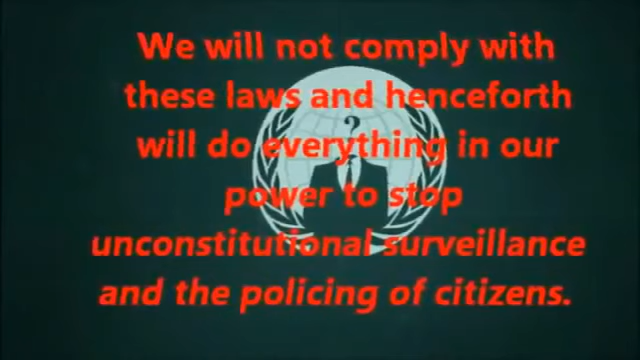 We will not comply with
these laws and henceforth
will do everything in our
power to stop
unconstitutional surveillance
and the policing of citizens.
?